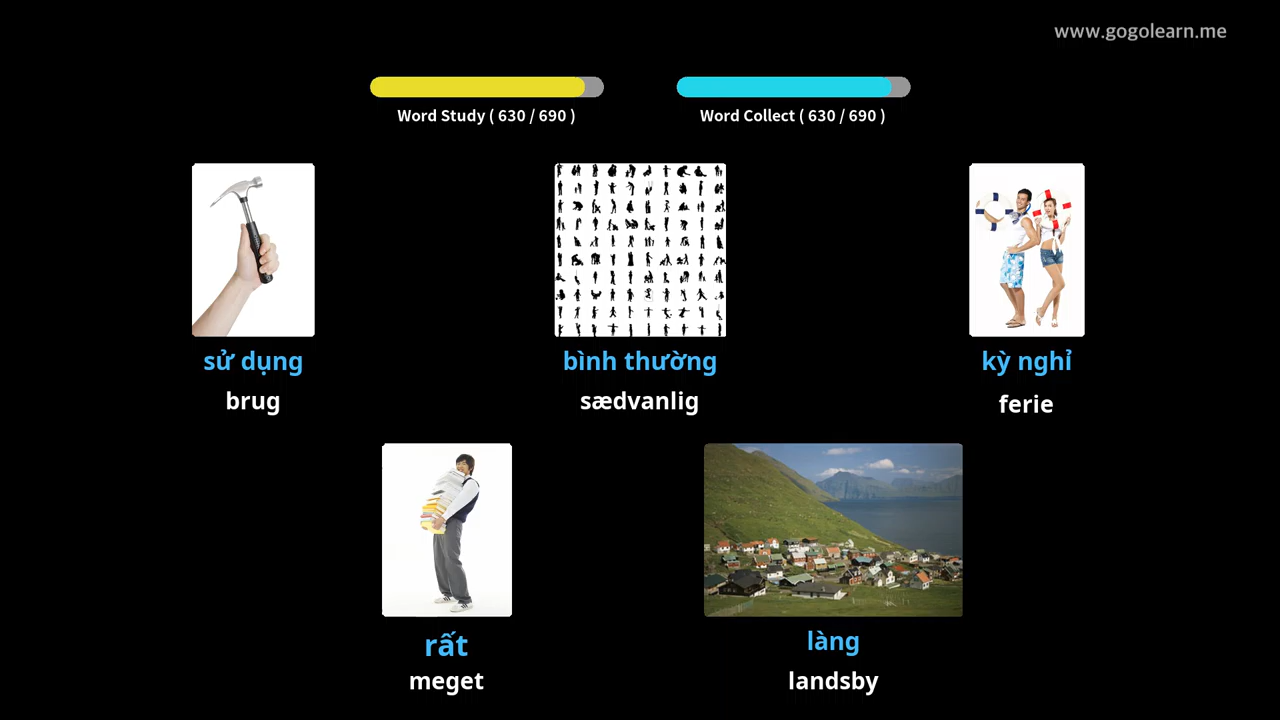 www.gogolearn.me
Word Study ( 630 / 690 )
Word Collect ( 630 / 690 )
sử dụng
brug
bình thường
sædvanlig
kỳ nghỉ
ferie
rất
meget
làng
landsby